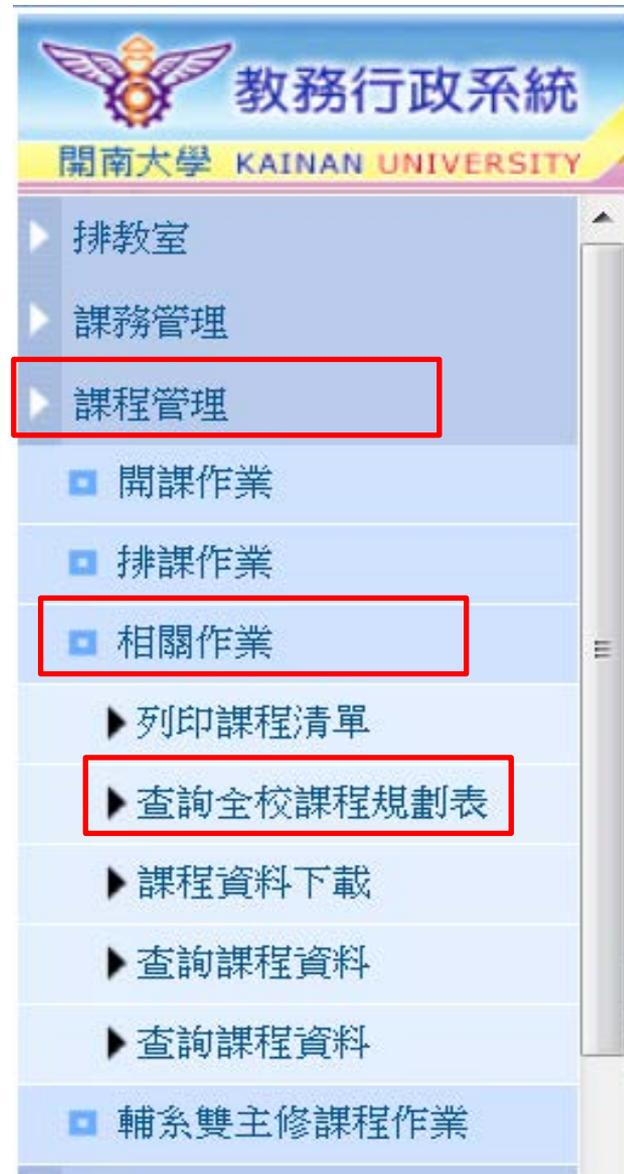 教務行政系統
開南大學 KAINAN UNIVERSITY
排教室
課務管理
課程管理
開課作業
排課作業
相關作業
列印課程清單
查詢全校課程規劃表
課程資料下載
查詢課程資料
查詢課程資料
輔系雙主修課程作業